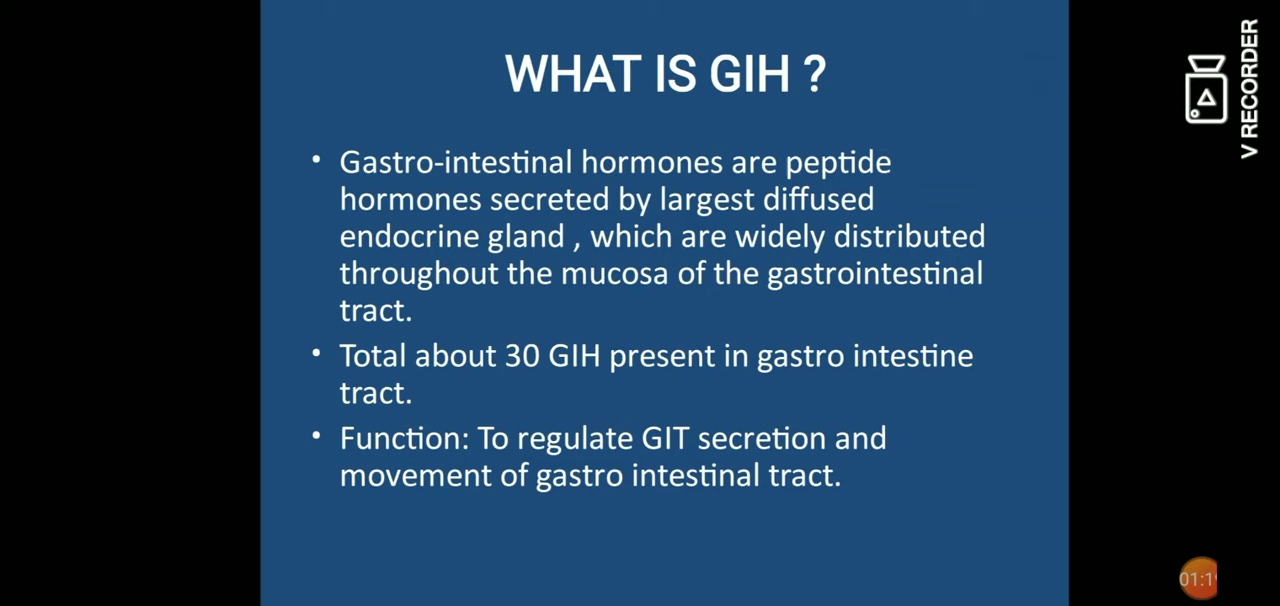 WHAT IS GIH ?
• Gastro-intestinal hormones are peptide
hormones secreted by largest diffused
endocrine gland , which are widely distributed
throughout the mucosa of the gastrointestinal
tract.
• Total about 30 GIH present in gastro intestine
tract.
• Function: To regulate GIT secretion and
movement of gastro intestinal tract.
V RECORDER